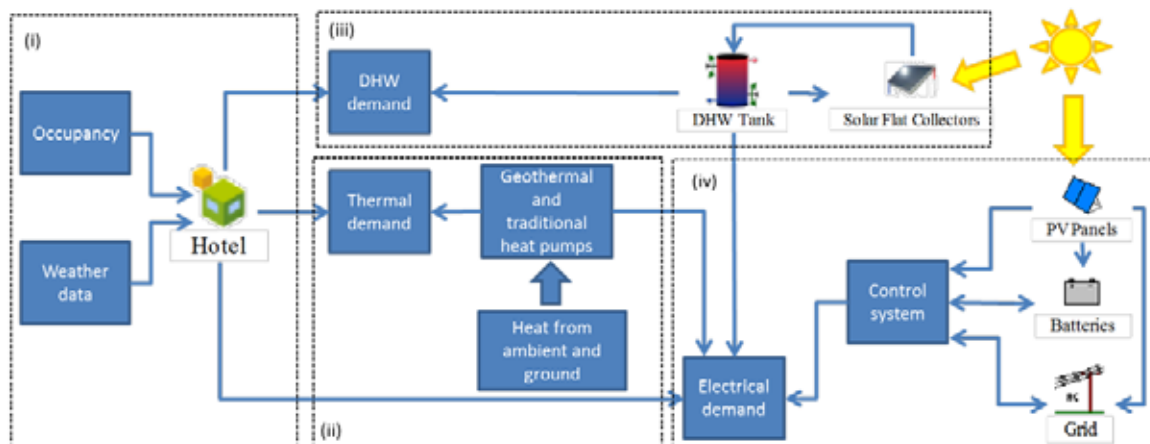 (i)
Occupancy
Weather
data
Hotel
(iii)
DHW
demand
DHW Tank
Solar Flat Collectors
(ii)
Thermal
demand
Geothermal
and
traditional
heat pumps
Heat from
ambient and
ground
(iv)
Electrical
demand
Control
system
PV Panels
Batteries
Grid